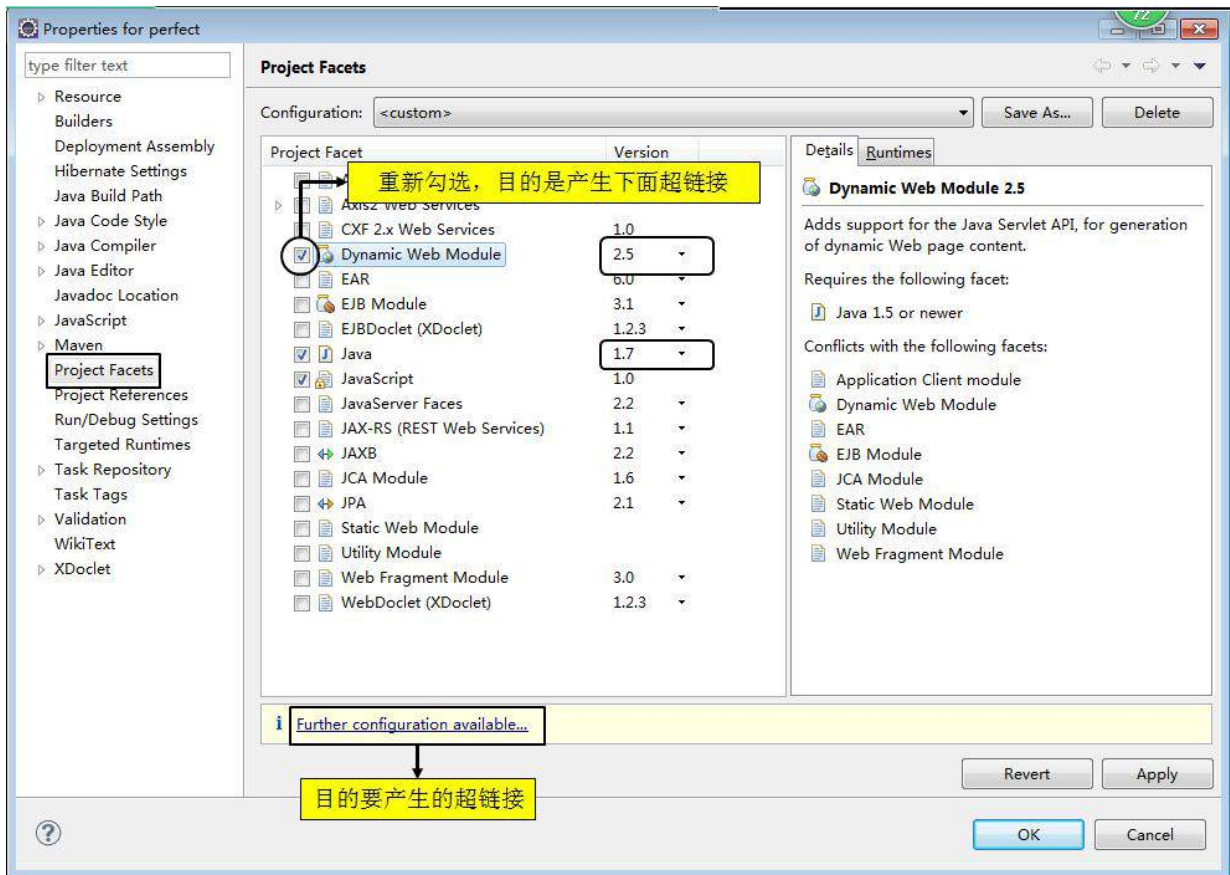 72
Properties for perfect
type filter text
Resource
Builders
Deployment Assembly
Hibernate Settings
Java Build Path
Java Code Style
Java Compiler
Java Editor
Javadoc Location
JavaScript
Maven
Project Facets
Project References
Run/Debug Settings
Targeted Runtimes
Task Repository
Task Tags
Validation
WikiText
XDoclet
Project Facets
Configuration: <custom> Save As... Delete
Project Facet Version
重新勾选，目的是产生下面超链接
Axis2 Web Services
CXF 2.x Web Services 1.0
Dynamic Web Module 2.5
EAR 6.0
EJB Module 3.1
EJBDoclet (XDoclet) 1.2.3
Java 1.7
JavaScript 1.0
JavaServer Faces 2.2
JAX-RS (REST Web Services) 1.1
JAXB 2.2
JCA Module 1.6
JPA 2.1
Static Web Module
Utility Module
Web Fragment Module 3.0
WebDoclet (XDoclet) 1.2.3
Details Runtimes
Dynamic Web Module 2.5
Adds support for the Java Servlet API, for generation
of dynamic Web page content.
Requires the following facet:
Java 1.5 or newer
Conflicts with the following facets:
Application Client module
Dynamic Web Module
EAR
EJB Module
JCA Module
Static Web Module
Utility Module
Web Fragment Module
i Further configuration available...
目的要产生的超链接
Revert Apply
? OK Cancel